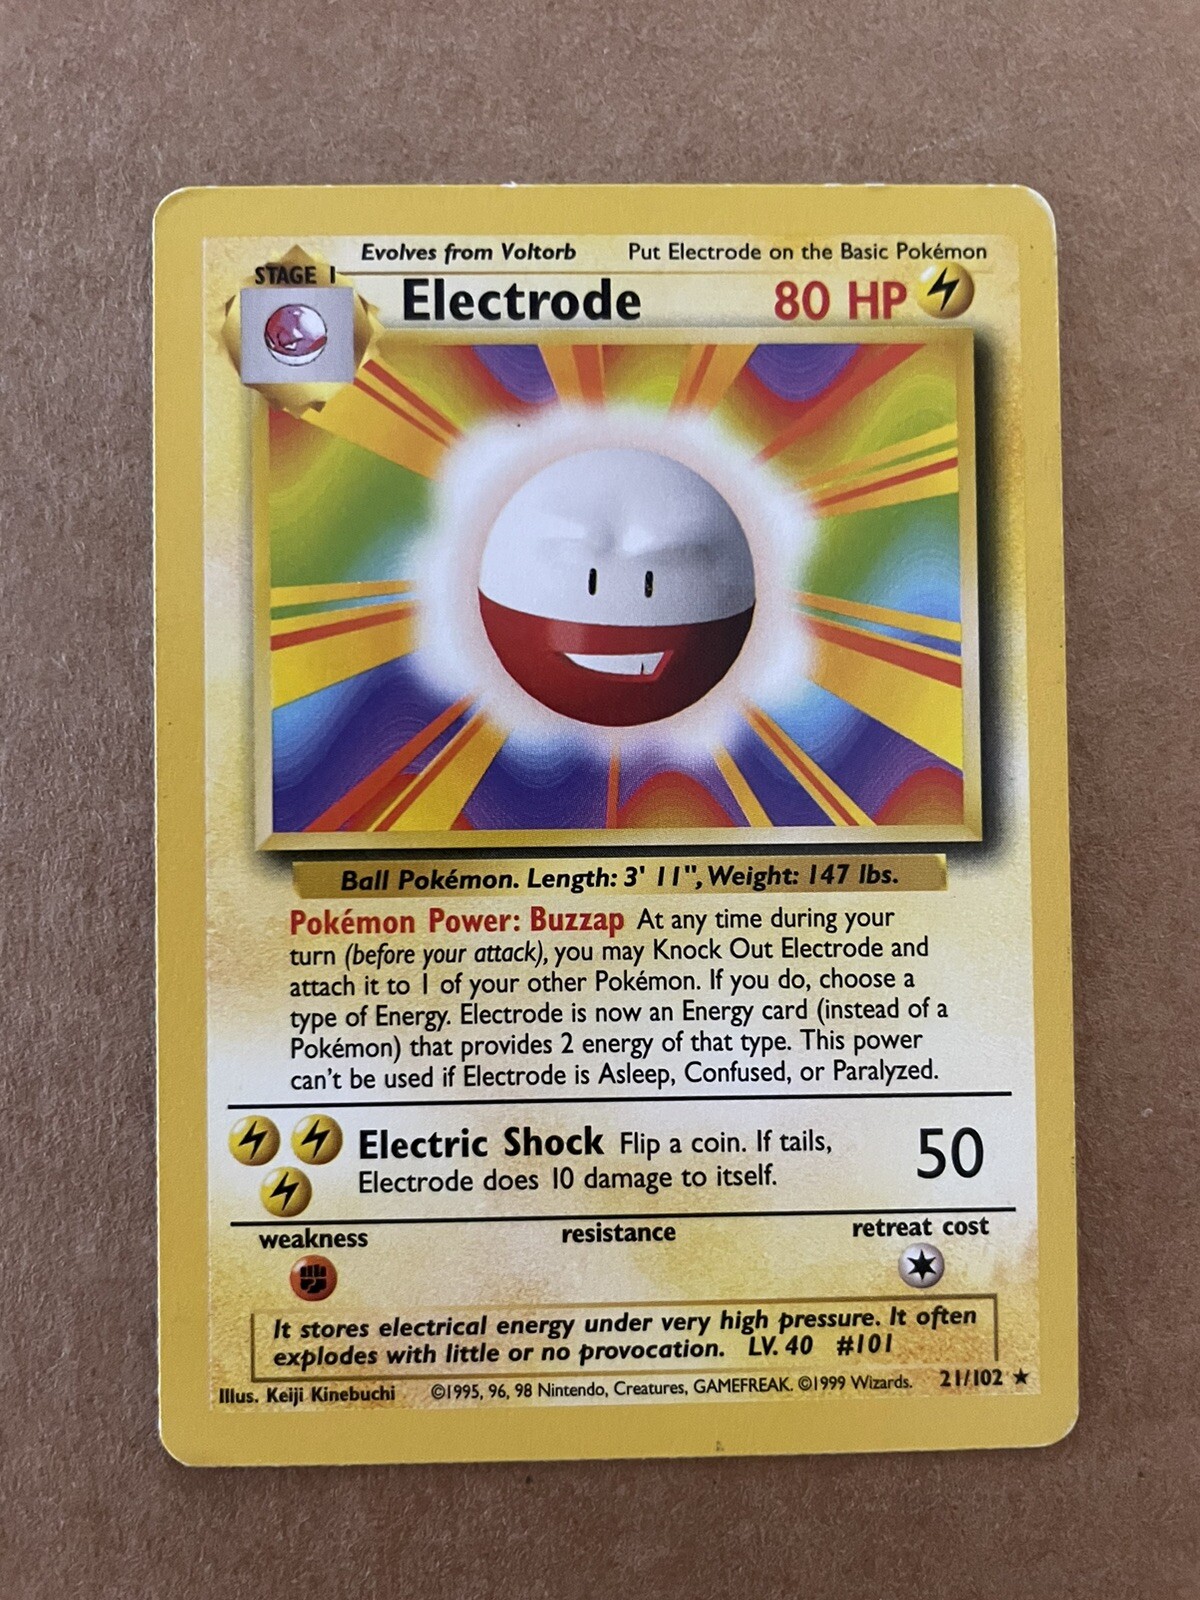 Evolves from Voltorb Put Electrode on the Basic Pokémon
STAGE 1
Electrode 80 HP
Ball Pokémon. Length: 3' 11", Weight: 147 lbs.
Pokémon Power: Buzzap At any time during your
turn (before your attack), you may Knock Out Electrode and
attach it to 1 of your other Pokémon. If you do, choose a
type of Energy. Electrode is now an Energy card (instead of a
Pokémon) that provides 2 energy of that type. This power
can't be used if Electrode is Asleep, Confused, or Paralyzed.
Electric Shock Flip a coin. If tails, 50
Electrode does 10 damage to itself.
weakness resistance retreat cost
It stores electrical energy under very high pressure. It often
explodes with little or no provocation. LV. 40 #101
Illus. Keiji Kinebuchi ©1995, 96, 98 Nintendo, Creatures, GAMEFREAK. ©1999 Wizards. 21/102 ★